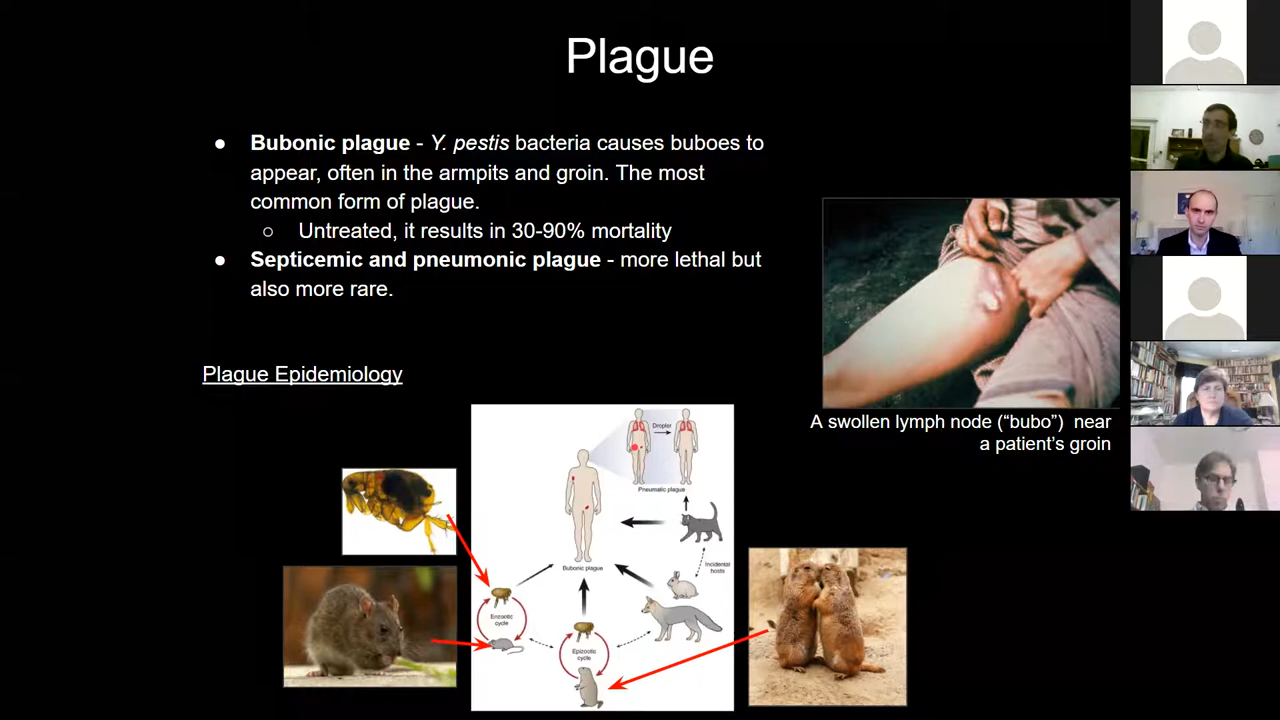 Plague
● Bubonic plague - Y. pestis bacteria causes buboes to
appear, often in the armpits and groin. The most
common form of plague.
○ Untreated, it results in 30-90% mortality
● Septicemic and pneumonic plague - more lethal but
also more rare.
Plague Epidemiology
A swollen lymph node (“bubo”) near
a patient’s groin
Droplet
Pneumatic plague
Bubonic plague
Incidental
hosts
Enzootic
cycle
Epizootic
cycle